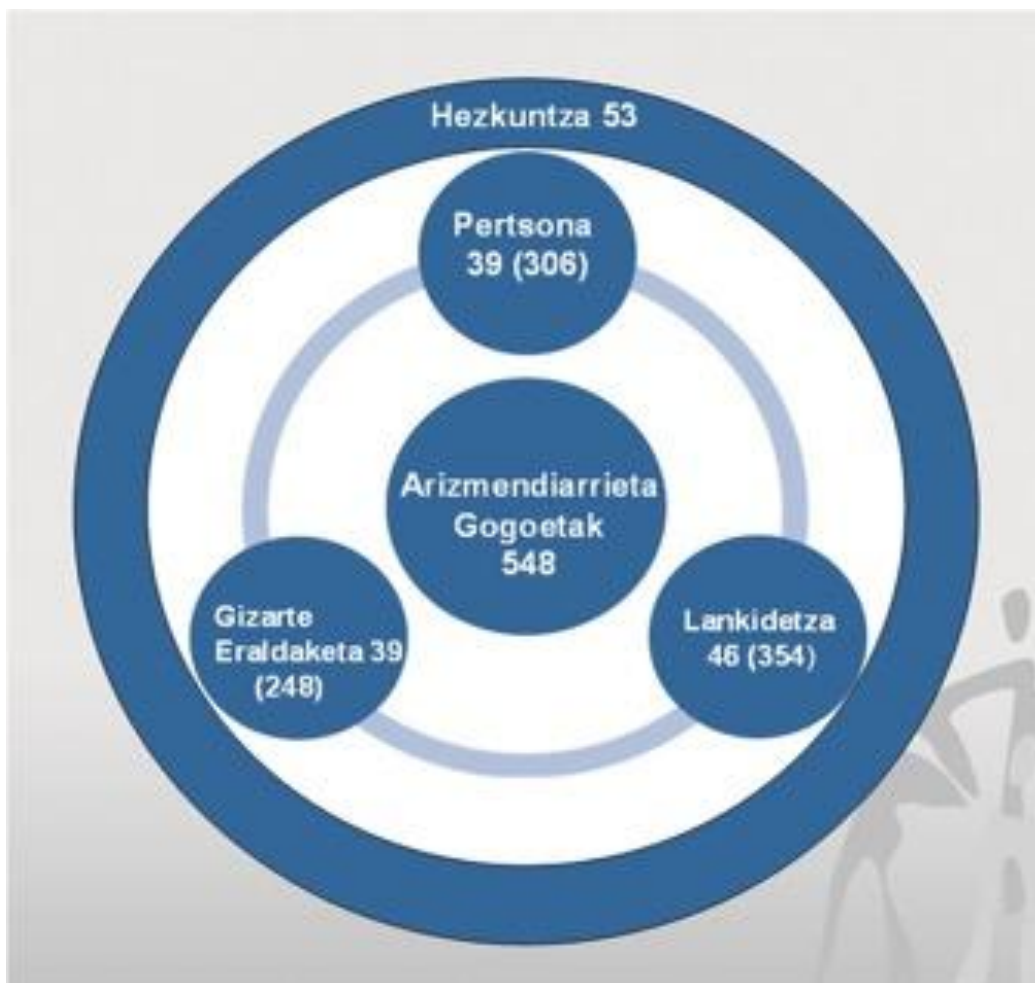 Hezkuntza 53
Pertsona
39 (306)
Arizmendiarrieta
Gogoetak
548
Gizarte
Eraldaketa 39
(248)
Lankidetza
46 (354)